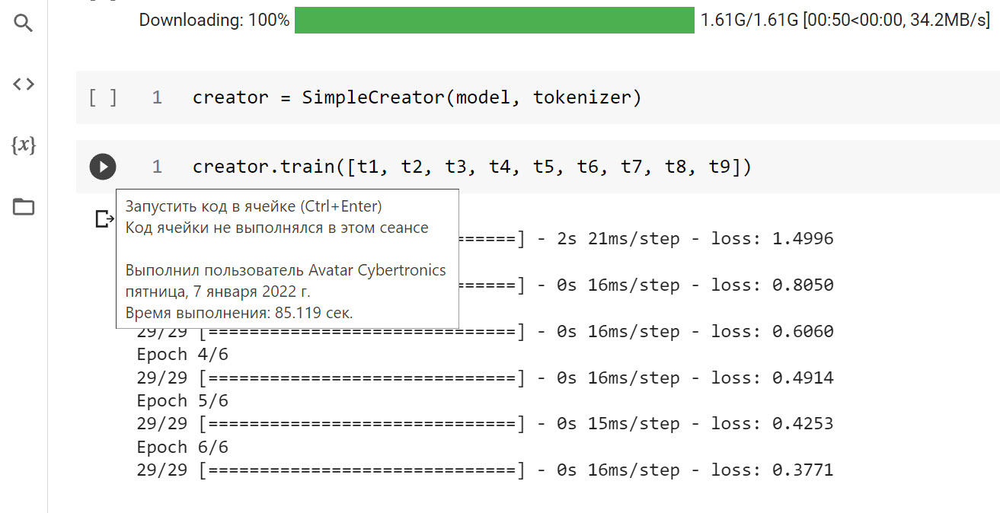 Downloading: 100% 1.61G/1.61G [00:50<00:00, 34.2MB/s]
[ ] 1 creator = SimpleCreator(model, tokenizer)
1 creator.train([t1, t2, t3, t4, t5, t6, t7, t8, t9])
Запустить код в ячейке (Ctrl+Enter)
Код ячейки не выполнялся в этом сеансе
Выполнил пользователь Avatar Cybertronics
пятница, 7 января 2022 г.
Время выполнения: 85.119 сек.
======] - 2s 21ms/step - loss: 1.4996
======] - 0s 16ms/step - loss: 0.8050
29/29 [==============================] - 0s 16ms/step - loss: 0.6060
Epoch 4/6
29/29 [==============================] - 0s 16ms/step - loss: 0.4914
Epoch 5/6
29/29 [==============================] - 0s 15ms/step - loss: 0.4253
Epoch 6/6
29/29 [==============================] - 0s 16ms/step - loss: 0.3771
{x}